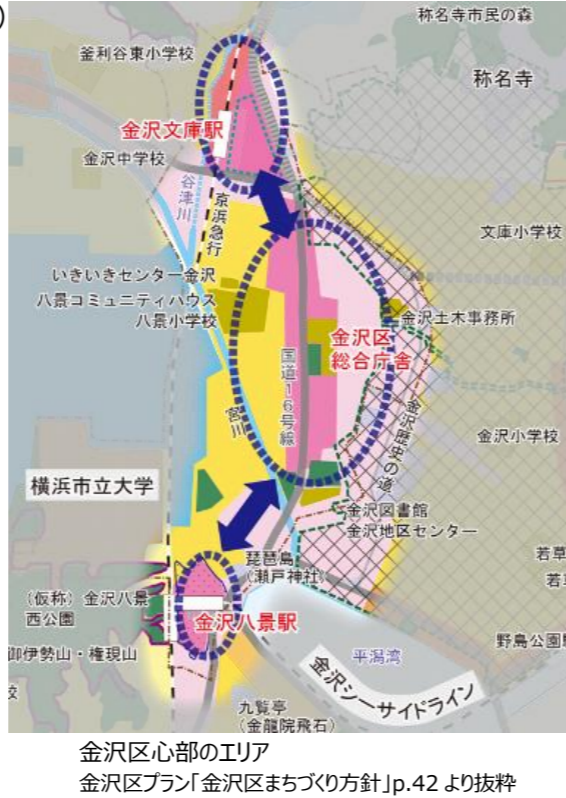 )
称名寺市民の森
釜利谷東小学校
称名寺
金沢文庫駅
金沢中学校
谷津川
京浜急行
文庫小学校
いきいきセンター金沢
八景コミュニティハウス
八景小学校
金沢土木事務所
金沢区
総合庁舎
国道16号線
宮川
金沢歴史の道
金沢小学校
横浜市立大学
金沢図書館
金沢地区センター
琵琶島
(瀬戸神社)
若草
若草
(仮称)金沢八景
西公園
金沢八景駅
御伊勢山・権現山
野島公園駅
平潟湾
金沢シーサイドライン
校
九覧亭
(金龍院飛石)
金沢区心部のエリア
金沢区プラン「金沢区まちづくり方針」p.42 より抜粋